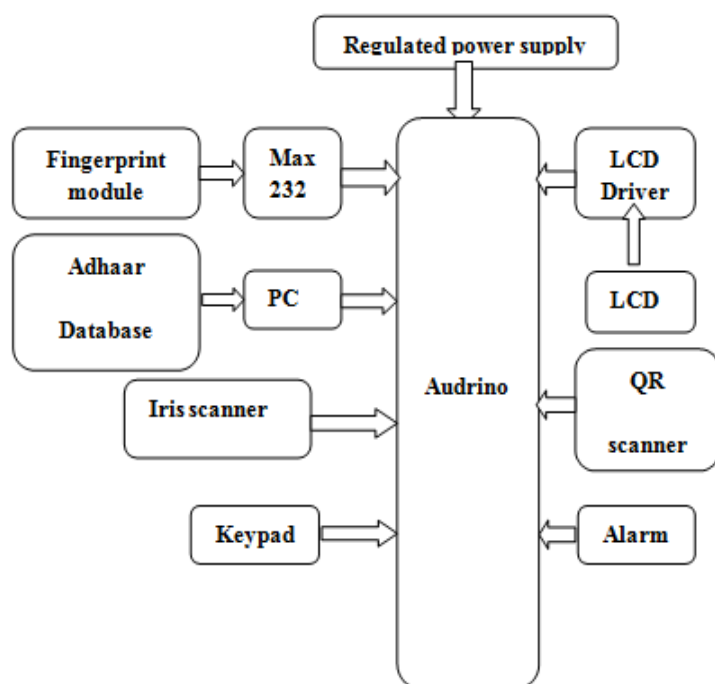 Regulated power supply
Fingerprint
module
Max
232
LCD
Driver
Adhaar
Database
PC
LCD
Iris scanner
Audrino
QR
scanner
Keypad
Alarm